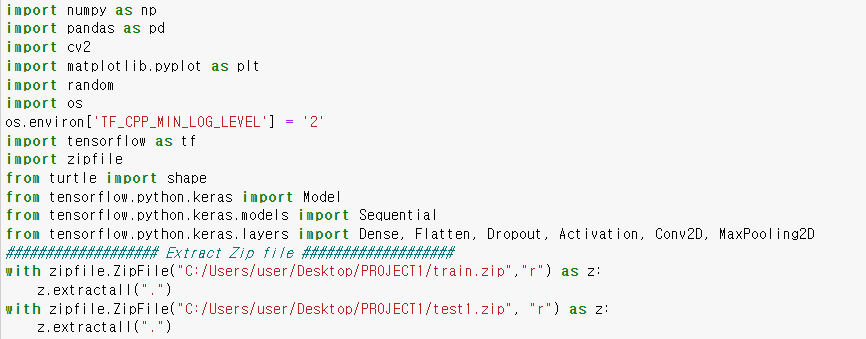 import numpy as np
import pandas as pd
import cv2
import matplotlib.pyplot as plt
import random
import os
os.environ['TF_CPP_MIN_LOG_LEVEL'] = '2'
import tensorflow as tf
import zipfile
from turtle import shape
from tensorflow.python.keras import Model
from tensorflow.python.keras.models import Sequential
from tensorflow.python.keras.layers import Dense, Flatten, Dropout, Activation, Conv2D, MaxPooling2D
################### Extract Zip file ###################
with zipfile.ZipFile("C:/Users/user/Desktop/PROJECT1/train.zip","r") as z:
    z.extractall(".")
with zipfile.ZipFile("C:/Users/user/Desktop/PROJECT1/test1.zip", "r") as z:
    z.extractall(".")